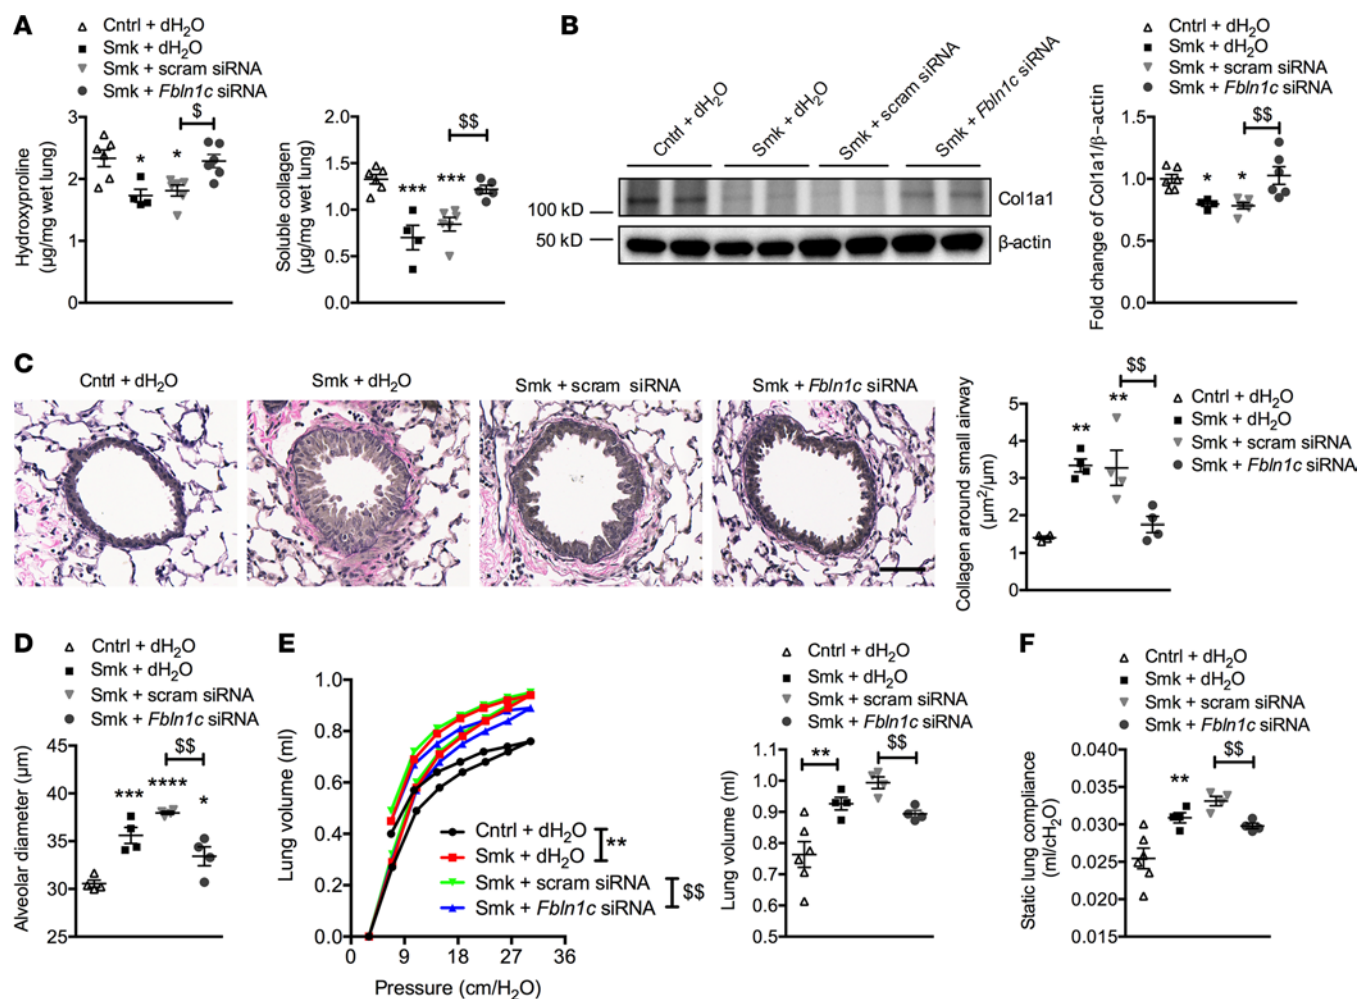 A
Cntrl + dH2O
Smk + dH2O
Smk + scram siRNA
Smk + Fbln1c siRNA
Hydroxyproline
(μg/mg wet lung)
3
2
1
0
*
*
$
Soluble collagen
(μg/mg wet lung)
2.0
1.5
1.0
0.5
0.0
***
***
$$
B
Cntrl + dH2O
Smk + dH2O
Smk + scram siRNA
Smk + Fbln1c siRNA
100 kD
50 kD
Col1a1
β-actin
Cntrl + dH2O
Smk + dH2O
Smk + scram siRNA
Smk + Fbln1c siRNA
Fold change of Col1a1/β-actin
1.5
1.0
0.5
0.0
*
*
$$
C
Cntrl + dH2O
Smk + dH2O
Smk + scram siRNA
Smk + Fbln1c siRNA
Collagen around small airway
(μm2/μm)
5
4
3
2
1
0
**
**
$$
Cntrl + dH2O
Smk + dH2O
Smk + scram siRNA
Smk + Fbln1c siRNA
D
Cntrl + dH2O
Smk + dH2O
Smk + scram siRNA
Smk + Fbln1c siRNA
Alveolar diameter (μm)
45
40
35
30
25
***
****
*
$$
E
Lung volume (ml)
1.0
0.8
0.6
0.4
0.2
0.0
0
9
18
27
36
Pressure (cm/H2O)
Cntrl + dH2O
Smk + dH2O
Smk + scram siRNA
Smk + Fbln1c siRNA
**
$$
Cntrl + dH2O
Smk + dH2O
Smk + scram siRNA
Smk + Fbln1c siRNA
Lung volume (ml)
1.1
1.0
0.9
0.8
0.7
0.6
0.5
**
$$
F
Cntrl + dH2O
Smk + dH2O
Smk + scram siRNA
Smk + Fbln1c siRNA
Static lung compliance
(ml/cH2O)
0.040
0.035
0.030
0.025
0.020
0.015
**
$$